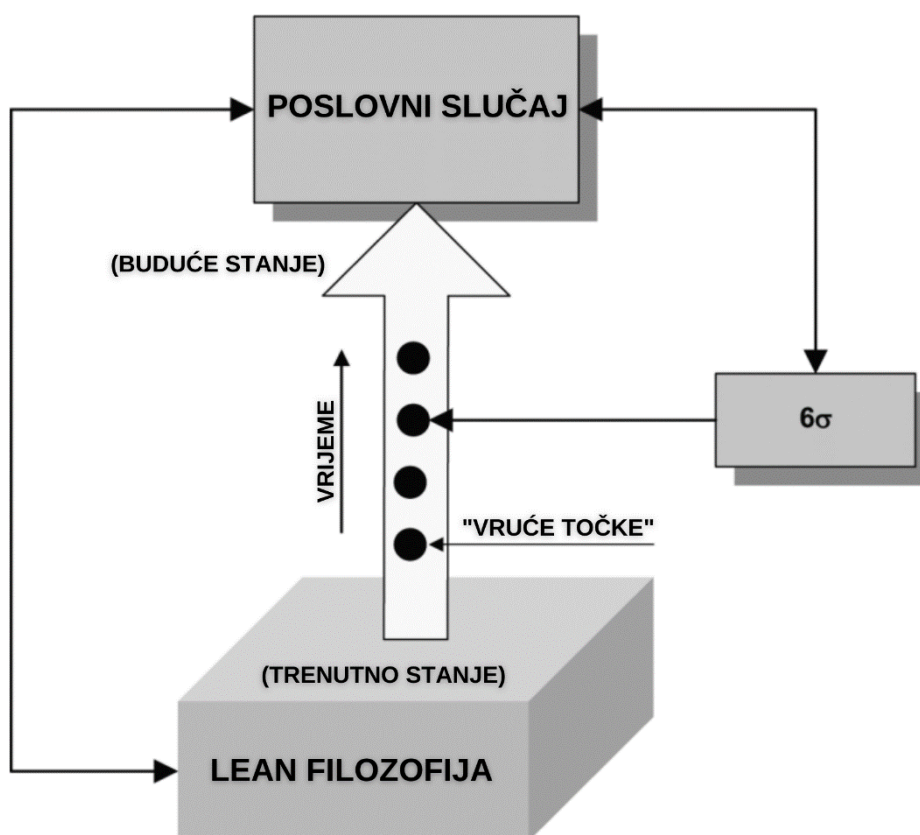 POSLOVNI SLUČAJ
(BUDUĆE STANJE)
VRIJEME
6σ
"VRUĆE TOČKE"
(TRENUTNO STANJE)
LEAN FILOZOFIJA